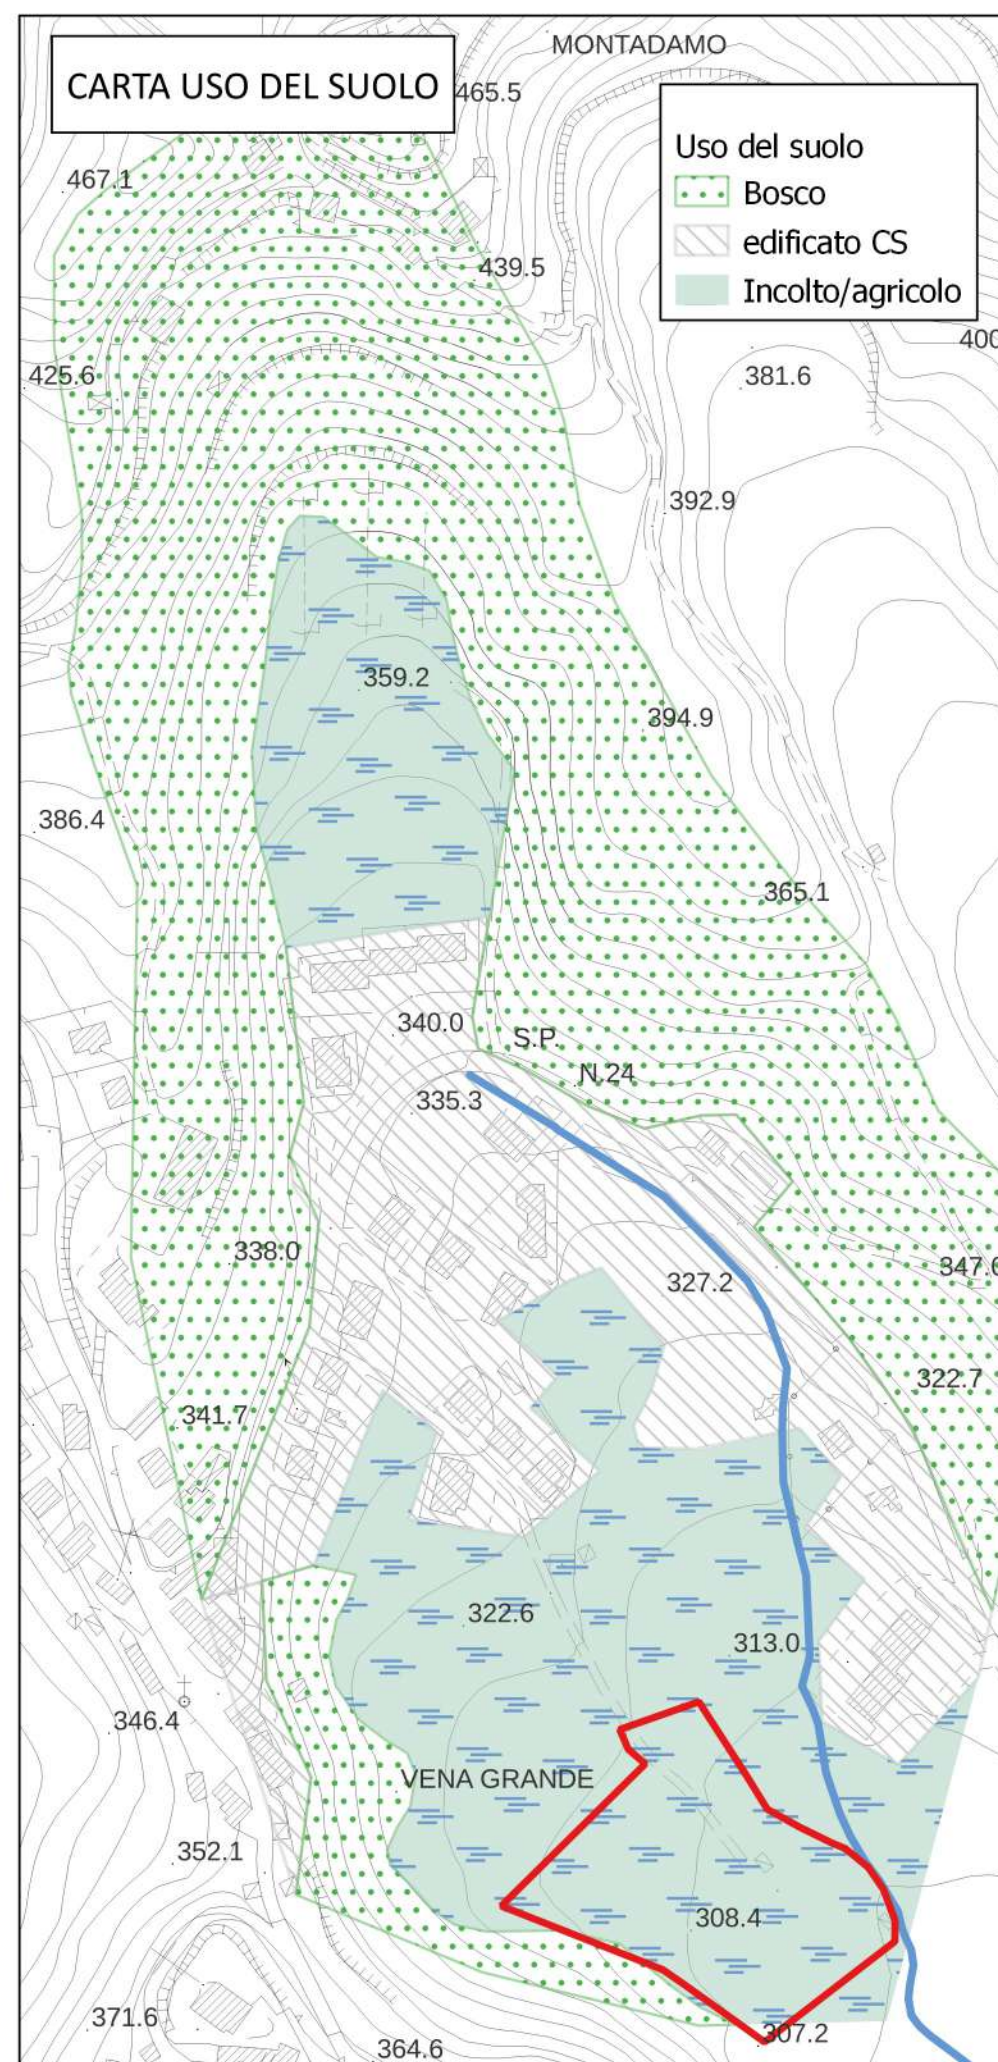 MONTADAMO
CARTA USO DEL SUOLO
465.5
Uso del suolo
Bosco
edificato CS
Incolto/agricolo
467.1
439.5
400
425.6
381.6
392.9
359.2
394.9
386.4
365.1
340.0
S.P.
N.24
335.3
338.0
347.0
327.2
322.7
341.7
322.6
313.0
346.4
VENA GRANDE
352.1
308.4
371.6
307.2
364.6